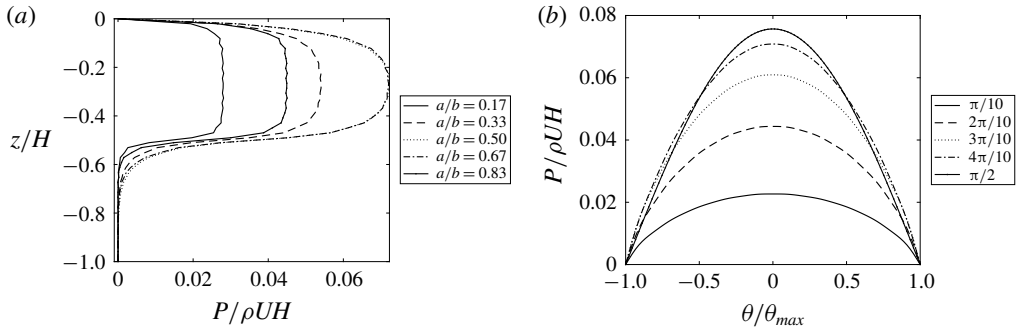 (a)
0
−0.2
−0.4
−0.6
−0.8
−1.0
z/H
0 0.02 0.04 0.06
P/ρUH
a/b = 0.17
a/b = 0.33
a/b = 0.50
a/b = 0.67
a/b = 0.83
(b)
0.08
0.06
0.04
0.02
0
P/ρUH
−1.0 −0.5 0 0.5 1.0
θ/θmax
π/10
2π/10
3π/10
4π/10
π/2